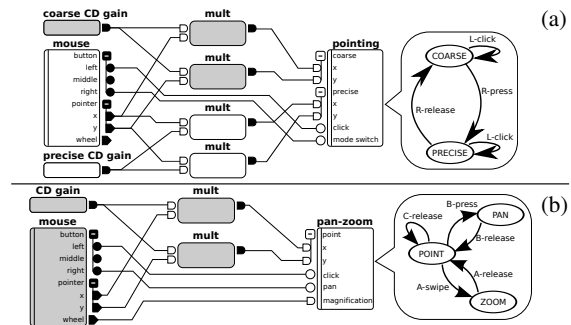 (a)
coarse CD gain
mult
mouse
button
left
middle
right
pointer
x
y
wheel
mult
mult
mult
precise CD gain
pointing
coarse
x
y
precise
x
y
click
mode switch
COARSE
L-click
R-press
R-release
L-click
PRECISE
(b)
CD gain
mult
mouse
button
left
middle
right
pointer
x
y
wheel
mult
pan-zoom
point
x
y
click
pan
magnification
C-release
B-press
PAN
B-release
POINT
A-release
A-swipe
ZOOM